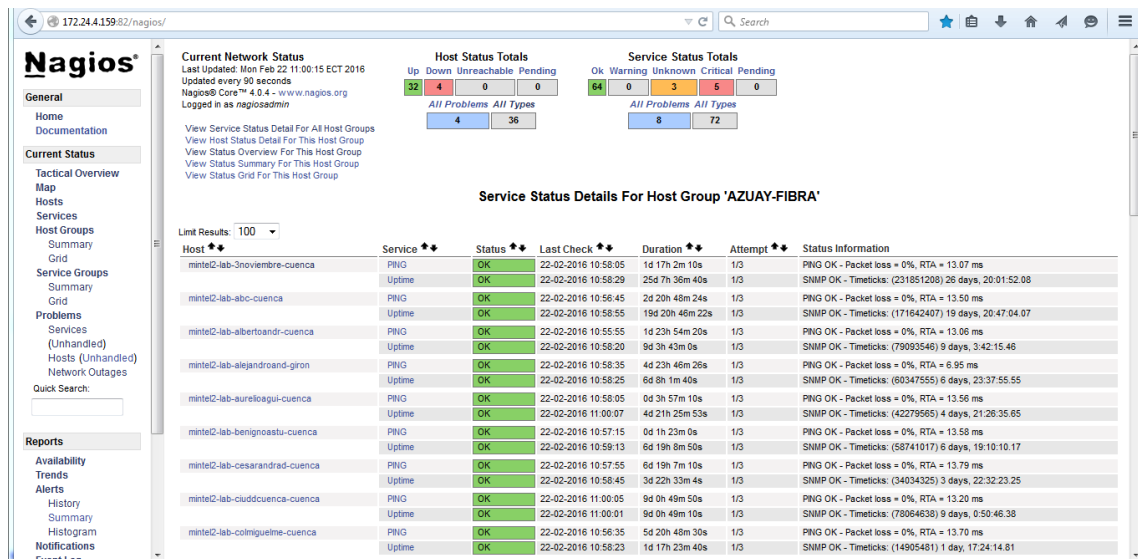 172.24.4.159:82/nagios/
Search
Nagios®
General
Home
Documentation
Current Status
Tactical Overview
Map
Hosts
Services
Host Groups
Summary
Grid
Service Groups
Summary
Grid
Problems
Services
(Unhandled)
Hosts (Unhandled)
Network Outages
Quick Search:
Reports
Availability
Trends
Alerts
History
Summary
Histogram
Notifications
Event Log
Current Network Status
Last Updated: Mon Feb 22 11:00:15 ECT 2016
Updated every 90 seconds
Nagios® Core™ 4.0.4 - www.nagios.org
Logged in as nagiosadmin
View Service Status Detail For All Host Groups
View Host Status Detail For This Host Group
View Status Overview For This Host Group
View Status Summary For This Host Group
View Status Grid For This Host Group
Host Status Totals
Up Down Unreachable Pending
32 4 0 0
All Problems All Types
4 36
Service Status Totals
Ok Warning Unknown Critical Pending
64 0 3 5 0
All Problems All Types
8 72
Service Status Details For Host Group 'AZUAY-FIBRA'
Limit Results: 100
Host Service Status Last Check Duration Attempt Status Information
mintel2-lab-3noviembre-cuenca PING OK 22-02-2016 10:58:05 1d 17h 2m 10s 1/3 PING OK - Packet loss = 0%, RTA = 13.07 ms
Uptime OK 22-02-2016 10:58:29 25d 7h 36m 40s 1/3 SNMP OK - Timeticks: (231851208) 26 days, 20:01:52.08
mintel2-lab-abc-cuenca PING OK 22-02-2016 10:56:45 2d 20h 48m 24s 1/3 PING OK - Packet loss = 0%, RTA = 13.50 ms
Uptime OK 22-02-2016 10:58:55 19d 20h 46m 22s 1/3 SNMP OK - Timeticks: (171642407) 19 days, 20:47:04.07
mintel2-lab-albertoandr-cuenca PING OK 22-02-2016 10:55:55 1d 23h 54m 20s 1/3 PING OK - Packet loss = 0%, RTA = 13.06 ms
Uptime OK 22-02-2016 10:58:20 9d 3h 43m 0s 1/3 SNMP OK - Timeticks: (79093546) 9 days, 3:42:15.46
mintel2-lab-alejandroand-giron PING OK 22-02-2016 10:58:35 4d 23h 46m 26s 1/3 PING OK - Packet loss = 0%, RTA = 6.95 ms
Uptime OK 22-02-2016 10:58:25 6d 8h 1m 40s 1/3 SNMP OK - Timeticks: (60347555) 6 days, 23:37:55.55
mintel2-lab-aurelioagui-cuenca PING OK 22-02-2016 10:58:05 0d 3h 57m 10s 1/3 PING OK - Packet loss = 0%, RTA = 13.56 ms
Uptime OK 22-02-2016 11:00:07 4d 21h 25m 53s 1/3 SNMP OK - Timeticks: (42279565) 4 days, 21:26:35.65
mintel2-lab-benignoastu-cuenca PING OK 22-02-2016 10:57:15 0d 1h 23m 0s 1/3 PING OK - Packet loss = 0%, RTA = 13.58 ms
Uptime OK 22-02-2016 10:59:13 6d 19h 8m 50s 1/3 SNMP OK - Timeticks: (58741017) 6 days, 19:10:10.17
mintel2-lab-cesarandrad-cuenca PING OK 22-02-2016 10:57:55 6d 19h 7m 10s 1/3 PING OK - Packet loss = 0%, RTA = 13.79 ms
Uptime OK 22-02-2016 10:58:45 3d 22h 33m 4s 1/3 SNMP OK - Timeticks: (34034325) 3 days, 22:32:23.25
mintel2-lab-ciuddcuenca-cuenca PING OK 22-02-2016 11:00:05 9d 0h 49m 50s 1/3 PING OK - Packet loss = 0%, RTA = 13.20 ms
Uptime OK 22-02-2016 11:00:01 9d 0h 49m 10s 1/3 SNMP OK - Timeticks: (78064638) 9 days, 0:50:46.38
mintel2-lab-colmiguelme-cuenca PING OK 22-02-2016 10:56:35 5d 20h 48m 30s 1/3 PING OK - Packet loss = 0%, RTA = 13.70 ms
Uptime OK 22-02-2016 10:58:23 1d 17h 23m 40s 1/3 SNMP OK - Timeticks: (14905481) 1 day, 17:24:14.81